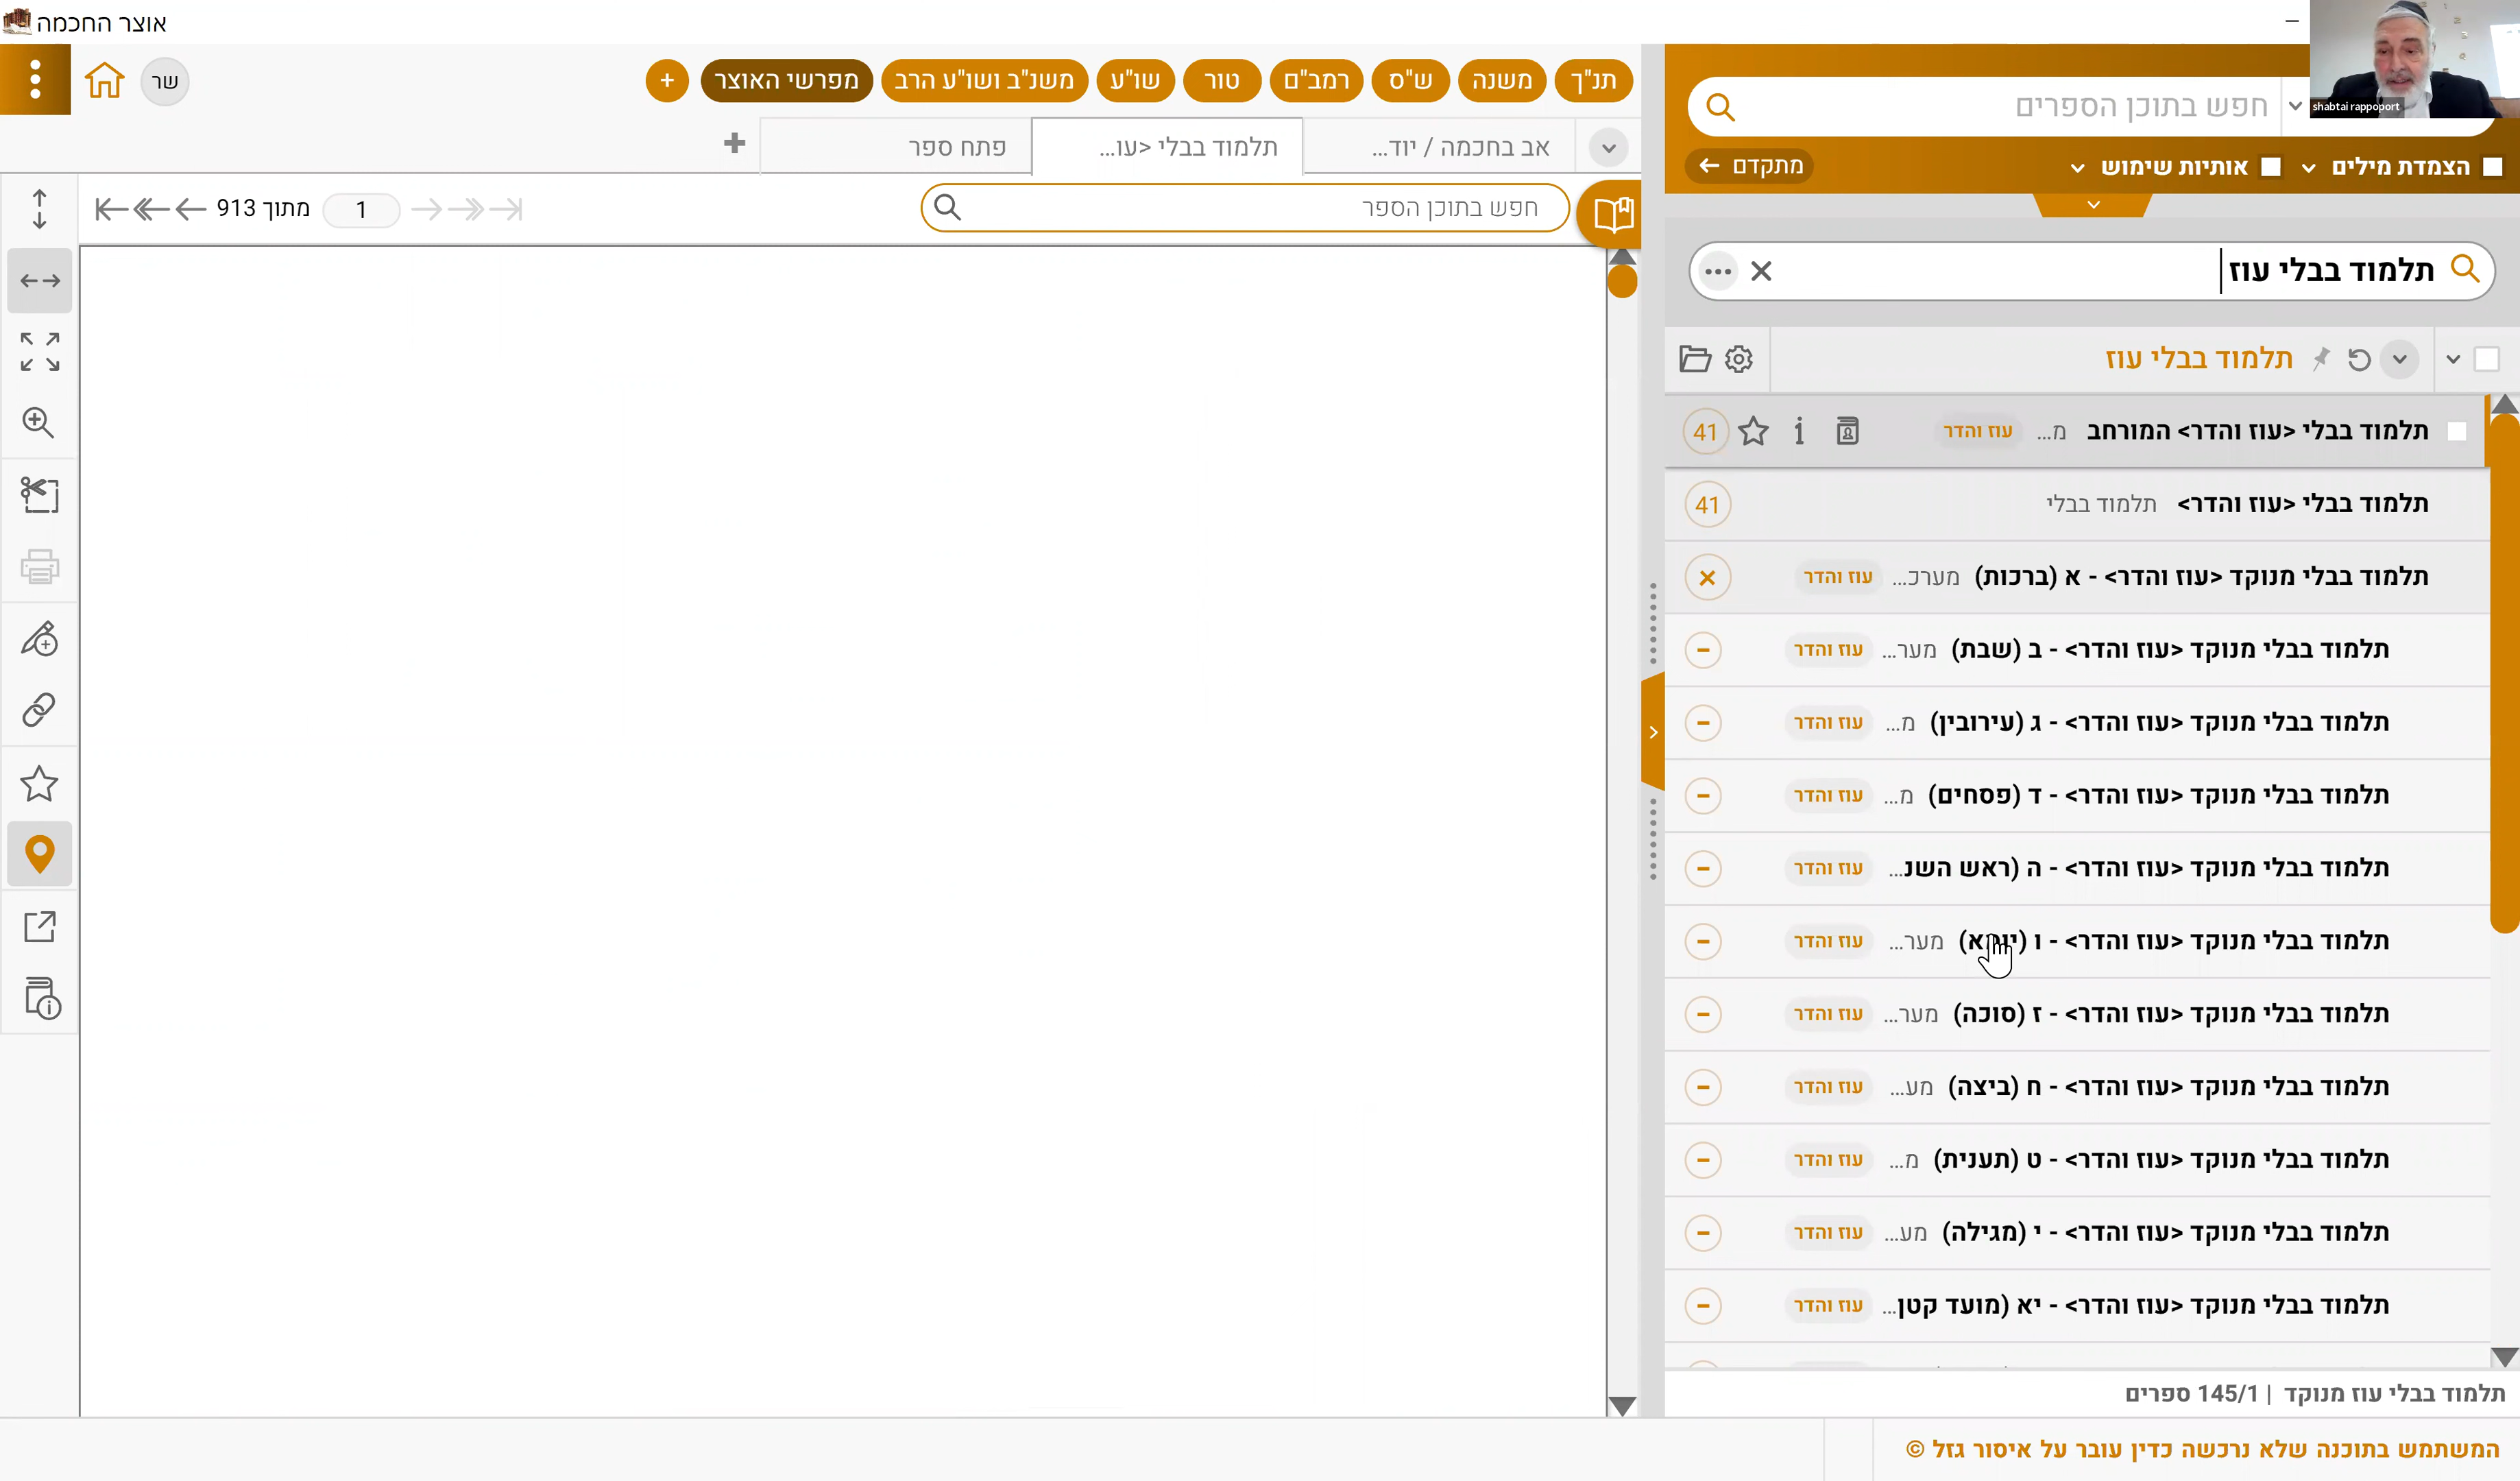 אוצר החכמה
shabtai rappoport
שר
תנ"ך
משנה
ש"ס
רמב"ם
טור
שו"ע
משנ"ב ושו"ע הרב
מפרשי האוצר
+
חפש בתוכן הספרים
הצמדת מילים
אותיות שימוש
מתקדם
אב בחכמה / יוד...
תלמוד בבלי <עו...
פתח ספר
חפש בתוכן הספר
1 מתוך 913
תלמוד בבלי עוז
תלמוד בבלי עוז
תלמוד בבלי <עוז והדר> המורחב מ... עוז והדר 41
תלמוד בבלי <עוז והדר> תלמוד בבלי 41
תלמוד בבלי מנוקד <עוז והדר> - א (ברכות) מערכ... עוז והדר
תלמוד בבלי מנוקד <עוז והדר> - ב (שבת) מער... עוז והדר
תלמוד בבלי מנוקד <עוז והדר> - ג (עירובין) מ... עוז והדר
תלמוד בבלי מנוקד <עוז והדר> - ד (פסחים) מ... עוז והדר
תלמוד בבלי מנוקד <עוז והדר> - ה (ראש השנ... עוז והדר
תלמוד בבלי מנוקד <עוז והדר> - ו (יומא) מער... עוז והדר
תלמוד בבלי מנוקד <עוז והדר> - ז (סוכה) מער... עוז והדר
תלמוד בבלי מנוקד <עוז והדר> - ח (ביצה) מע... עוז והדר
תלמוד בבלי מנוקד <עוז והדר> - ט (תענית) מ... עוז והדר
תלמוד בבלי מנוקד <עוז והדר> - י (מגילה) מע... עוז והדר
תלמוד בבלי מנוקד <עוז והדר> - יא (מועד קטן... עוז והדר
תלמוד בבלי עוז מנוקד | 145/1 ספרים
המשתמש בתוכנה שלא נרכשה כדין עובר על איסור גזל ©